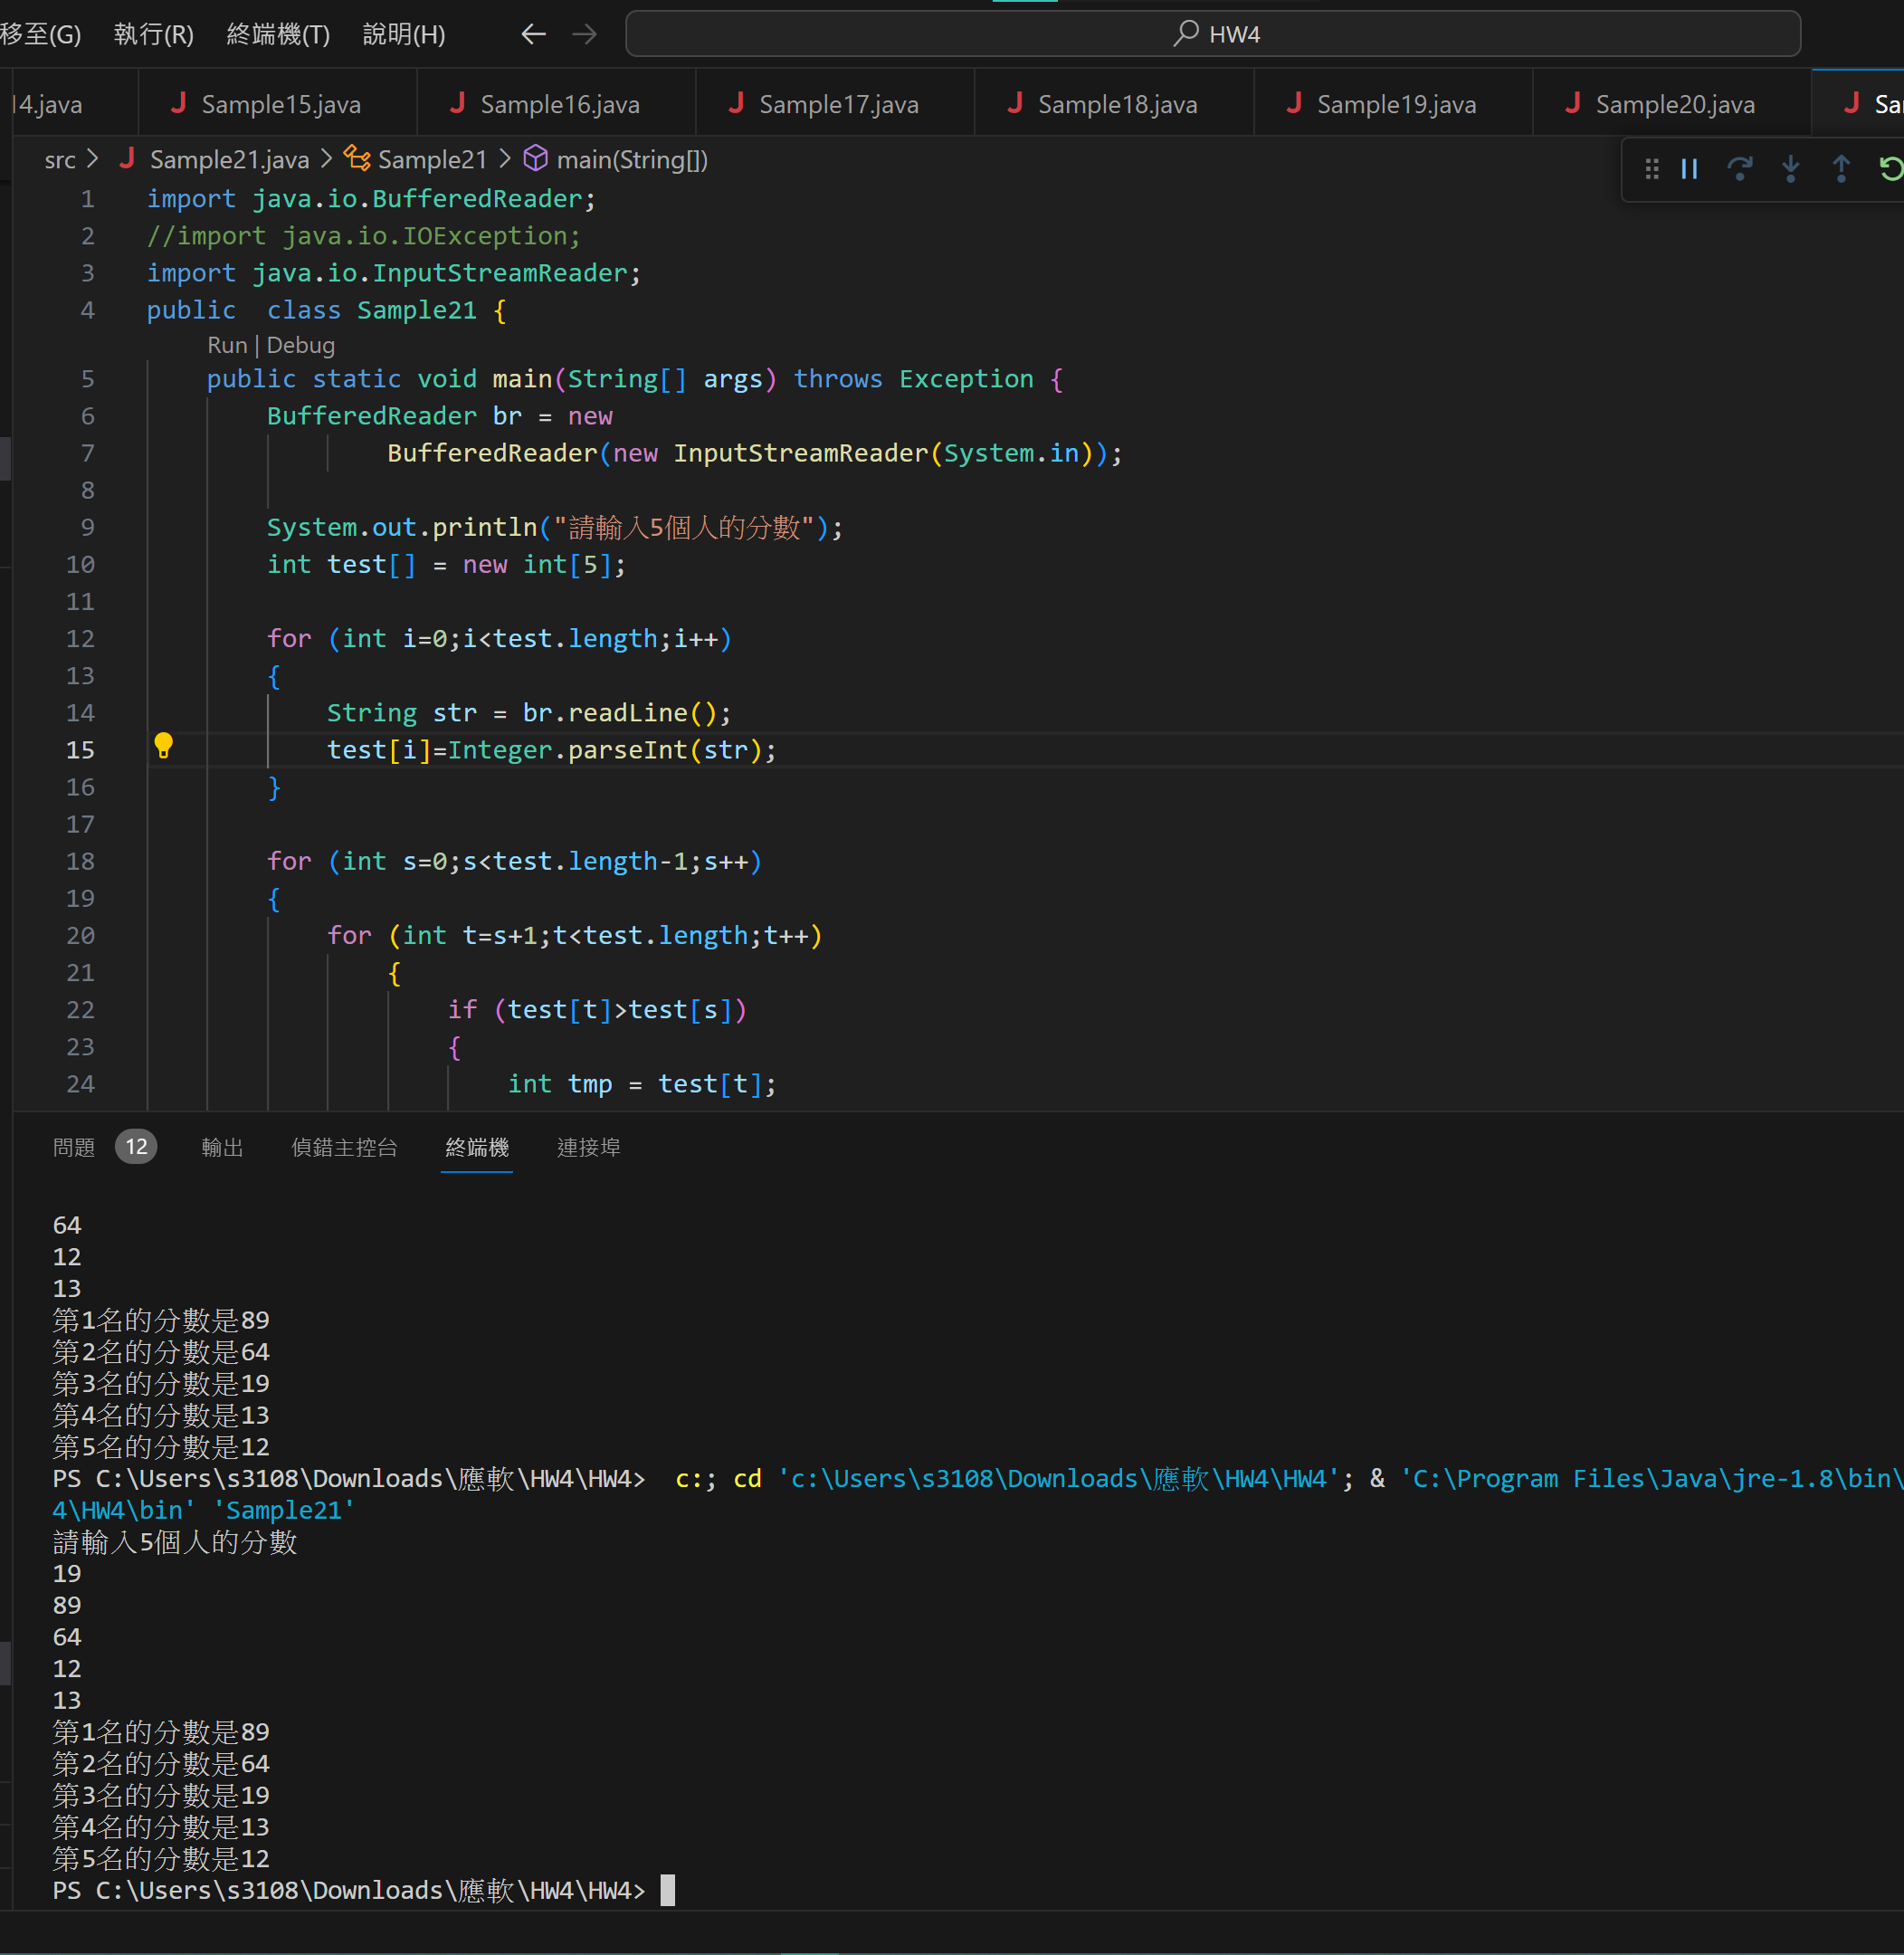 移至(G) 執行(R) 終端機(T) 說明(H) HW4
14.java Sample15.java Sample16.java Sample17.java Sample18.java Sample19.java Sample20.java Sa
src > Sample21.java > Sample21 > main(String[])
1 import java.io.BufferedReader;
2 //import java.io.IOException;
3 import java.io.InputStreamReader;
4 public  class Sample21 {
Run | Debug
5 public static void main(String[] args) throws Exception {
6 BufferedReader br = new
7 BufferedReader(new InputStreamReader(System.in));
8
9 System.out.println("請輸入5個人的分數");
10 int test[] = new int[5];
11
12 for (int i=0;i<test.length;i++)
13 {
14 String str = br.readLine();
15 test[i]=Integer.parseInt(str);
16 }
17
18 for (int s=0;s<test.length-1;s++)
19 {
20 for (int t=s+1;t<test.length;t++)
21 {
22 if (test[t]>test[s])
23 {
24 int tmp = test[t];
問題 12 輸出 偵錯主控台 終端機 連接埠
64
12
13
第1名的分數是89
第2名的分數是64
第3名的分數是19
第4名的分數是13
第5名的分數是12
PS C:\Users\s3108\Downloads\應軟\HW4\HW4>  c:; cd 'c:\Users\s3108\Downloads\應軟\HW4\HW4'; & 'C:\Program Files\Java\jre-1.8\bin\
4\HW4\bin' 'Sample21'
請輸入5個人的分數
19
89
64
12
13
第1名的分數是89
第2名的分數是64
第3名的分數是19
第4名的分數是13
第5名的分數是12
PS C:\Users\s3108\Downloads\應軟\HW4\HW4>